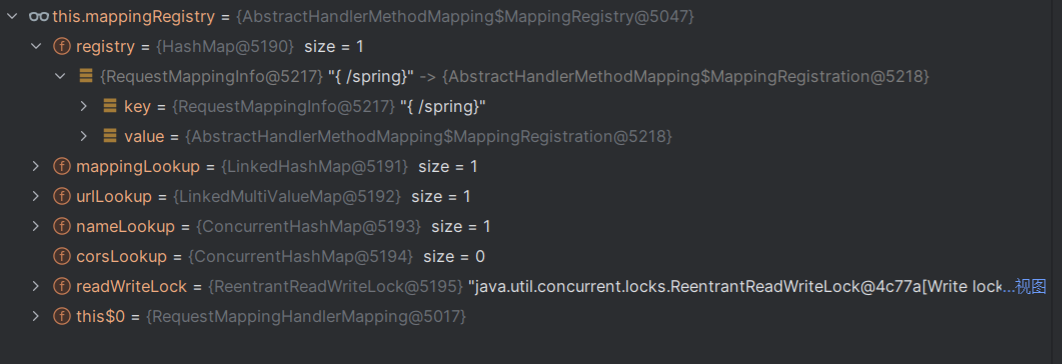 this.mappingRegistry = {AbstractHandlerMethodMapping$MappingRegistry@5047}
f registry = {HashMap@5190} size = 1
{RequestMappingInfo@5217} "{ /spring}" -> {AbstractHandlerMethodMapping$MappingRegistration@5218}
key = {RequestMappingInfo@5217} "{ /spring}"
value = {AbstractHandlerMethodMapping$MappingRegistration@5218}
f mappingLookup = {LinkedHashMap@5191} size = 1
f urlLookup = {LinkedMultiValueMap@5192} size = 1
f nameLookup = {ConcurrentHashMap@5193} size = 1
f corsLookup = {ConcurrentHashMap@5194} size = 0
f readWriteLock = {ReentrantReadWriteLock@5195} "java.util.concurrent.locks.ReentrantReadWriteLock@4c77a[Write lock...视图
f this$0 = {RequestMappingHandlerMapping@5017}